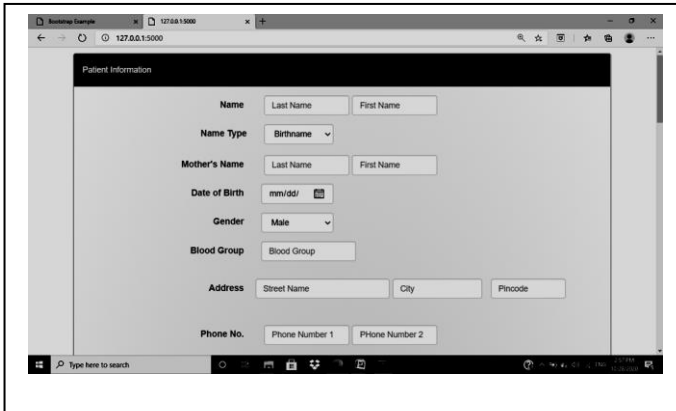 Bootstrap Example
127.0.0.1:5000
127.0.0.1:5000
Patient Information
Name Last Name First Name
Name Type Birthname
Mother's Name Last Name First Name
Date of Birth mm/dd/
Gender Male
Blood Group Blood Group
Address Street Name City Pincode
Phone No. Phone Number 1 PHone Number 2
Type here to search